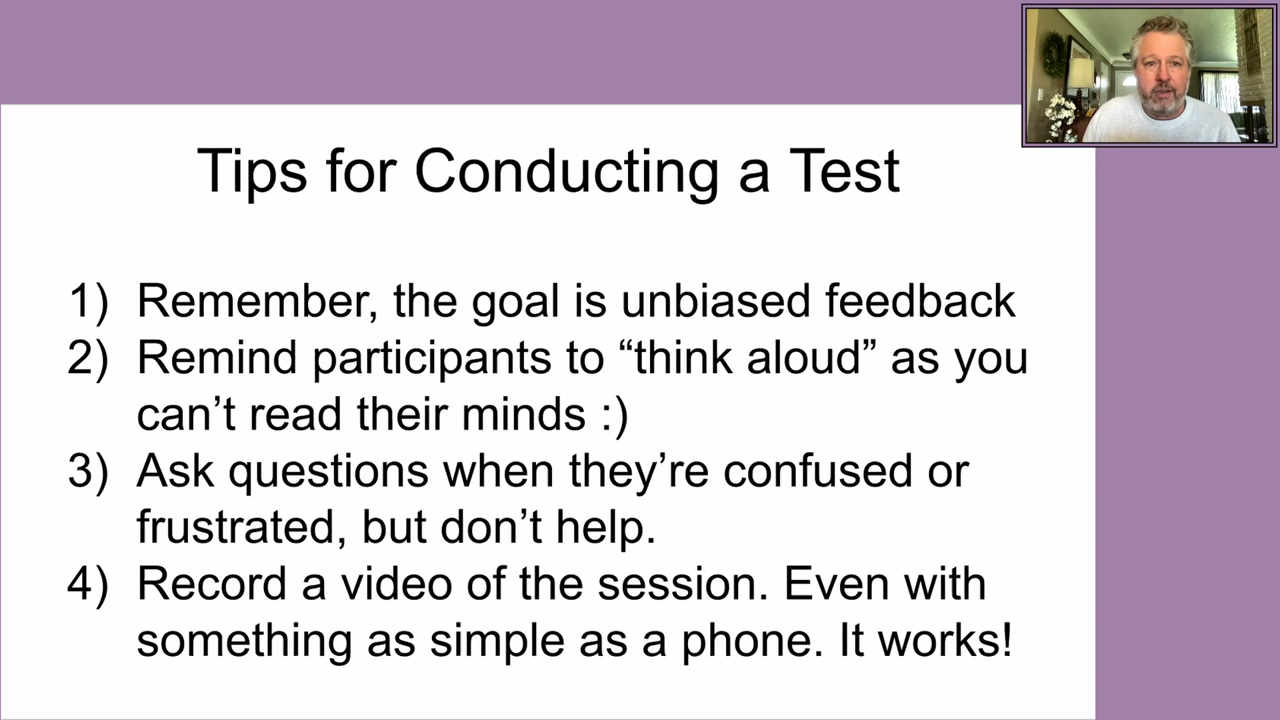 Tips for Conducting a Test
1) Remember, the goal is unbiased feedback
2) Remind participants to “think aloud” as you
can’t read their minds :)
3) Ask questions when they’re confused or
frustrated, but don’t help.
4) Record a video of the session. Even with
something as simple as a phone. It works!